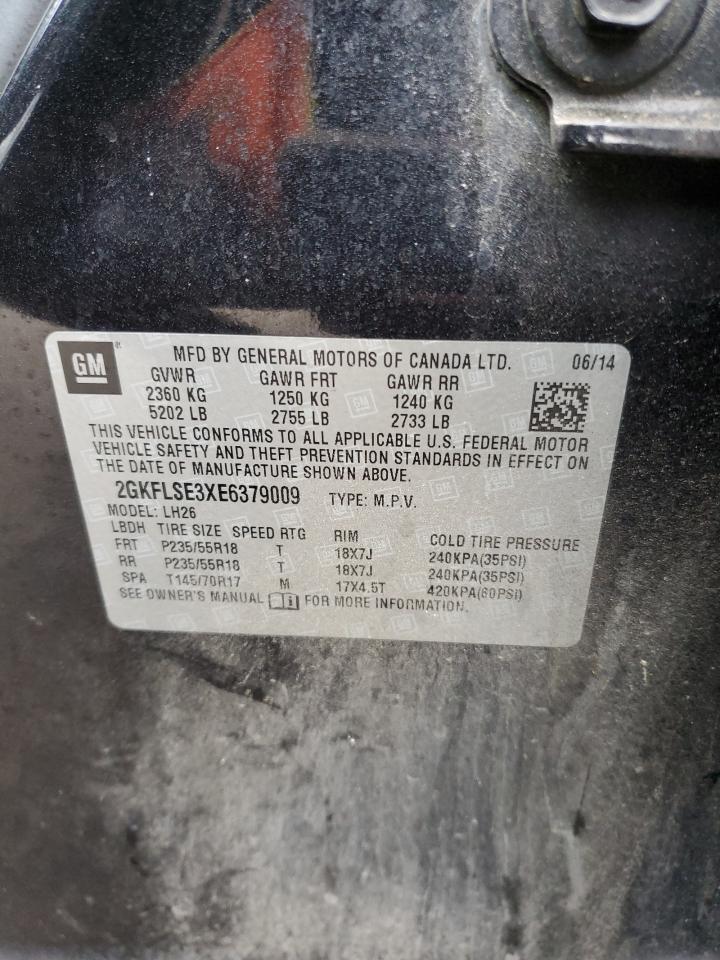 GM MFD BY GENERAL MOTORS OF CANADA LTD. 06/14
GVWR GAWR FRT GAWR RR
2360 KG 1250 KG 1240 KG
5202 LB 2755 LB 2733 LB
THIS VEHICLE CONFORMS TO ALL APPLICABLE U.S. FEDERAL MOTOR
VEHICLE SAFETY AND THEFT PREVENTION STANDARDS IN EFFECT ON
THE DATE OF MANUFACTURE SHOWN ABOVE.
2GKFLSE3XE6379009 TYPE: M.P.V.
MODEL: LH26
LBDH TIRE SIZE SPEED RTG RIM COLD TIRE PRESSURE
FRT P235/55R18 T 18X7J 240KPA(35PSI)
RR P235/55R18 T 18X7J 240KPA(35PSI)
SPA T145/70R17 M 17X4.5T 420KPA(60PSI)
SEE OWNER'S MANUAL FOR MORE INFORMATION.